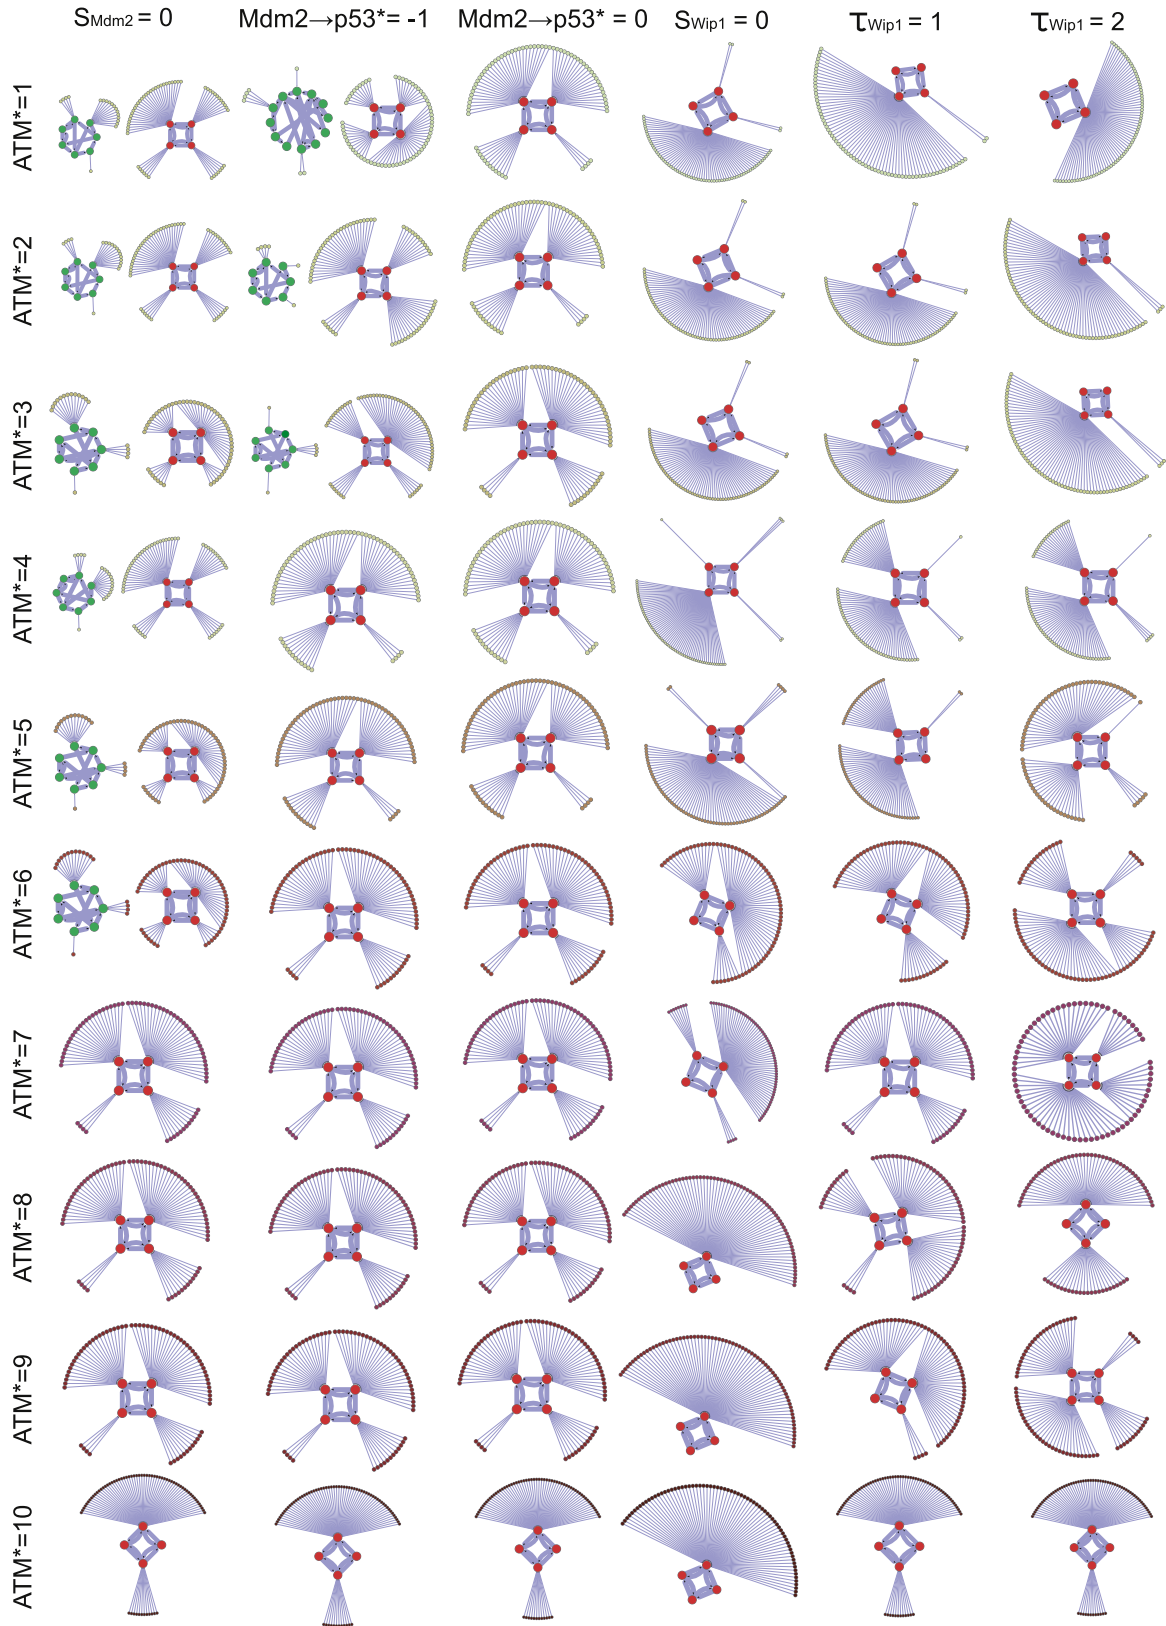 SMdm2 = 0
Mdm2→p53*= -1
Mdm2→p53* = 0
SWip1 = 0
τWip1 = 1
τWip1 = 2
ATM*=1
ATM*=2
ATM*=3
ATM*=4
ATM*=5
ATM*=6
ATM*=7
ATM*=8
ATM*=9
ATM*=10